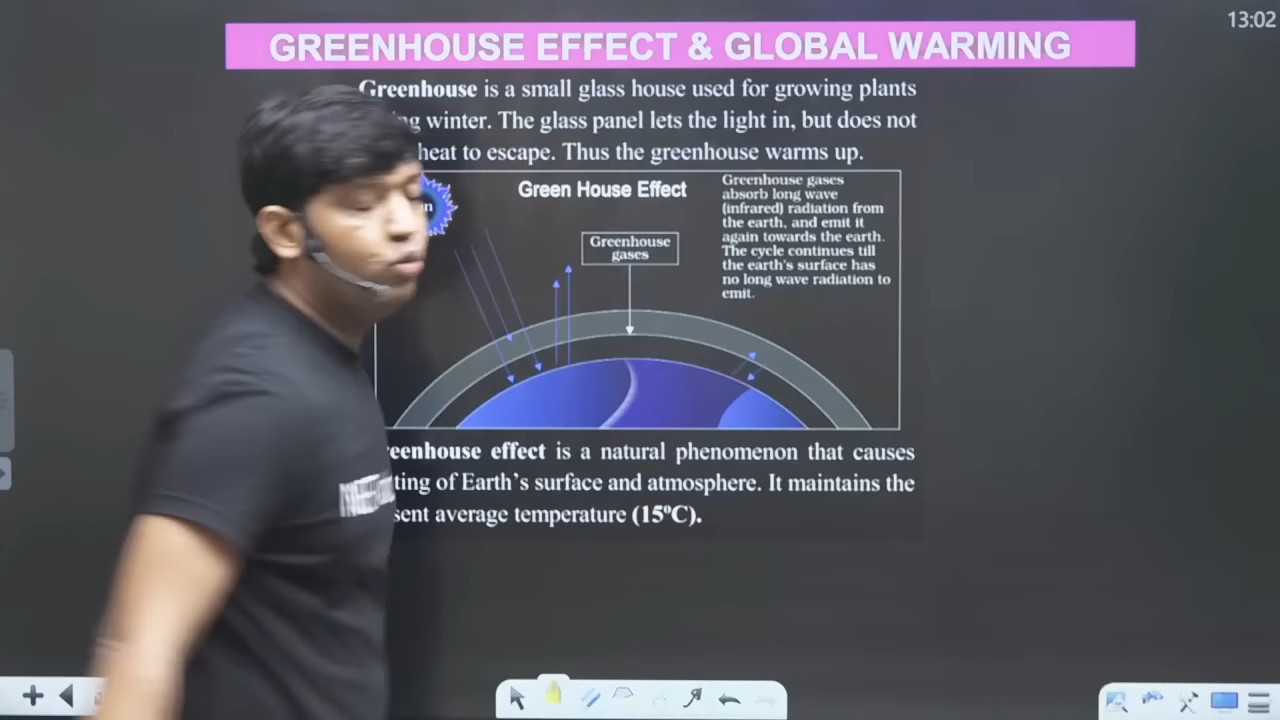 13:02
GREENHOUSE EFFECT & GLOBAL WARMING
Greenhouse is a small glass house used for growing plants
winter. The glass panel lets the light in, but does not
heat to escape. Thus the greenhouse warms up.
Green House Effect
Greenhouse
gases
Greenhouse gases
absorb long wave
(infrared) radiation from
the earth, and emit it
again towards the earth.
The cycle continues till
the earth's surface has
no long wave radiation to
emit.
eenhouse effect is a natural phenomenon that causes
ting of Earth's surface and atmosphere. It maintains the
sent average temperature (15ºC).